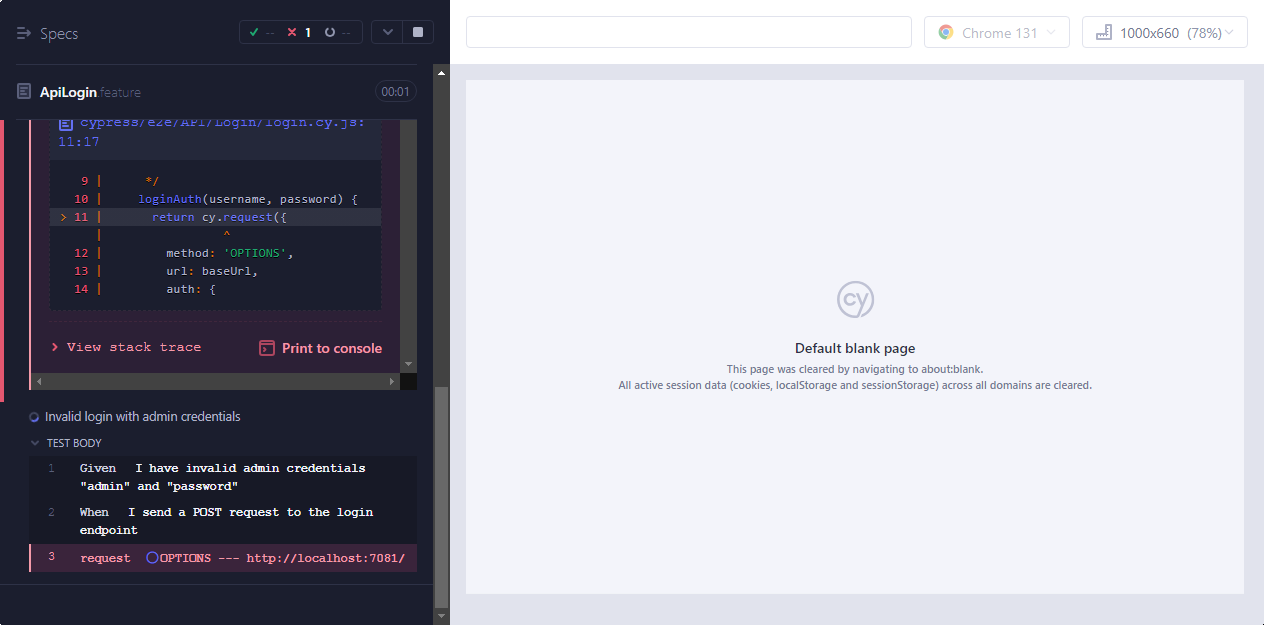 Specs
-- 1 --
Chrome 131
1000x660 (78%)
ApiLogin.feature
00:01
cypress/e2e/API/Login/login.cy.js:
11:17
9 | */
10 | loginAuth(username, password) {
> 11 | return cy.request({
| ^
12 | method: 'OPTIONS',
13 | url: baseUrl,
14 | auth: {
View stack trace
Print to console
Invalid login with admin credentials
TEST BODY
1 Given I have invalid admin credentials
"admin" and "password"
2 When I send a POST request to the login
endpoint
3 request OPTIONS --- http://localhost:7081/
cy
Default blank page
This page was cleared by navigating to about:blank.
All active session data (cookies, localStorage and sessionStorage) across all domains are cleared.